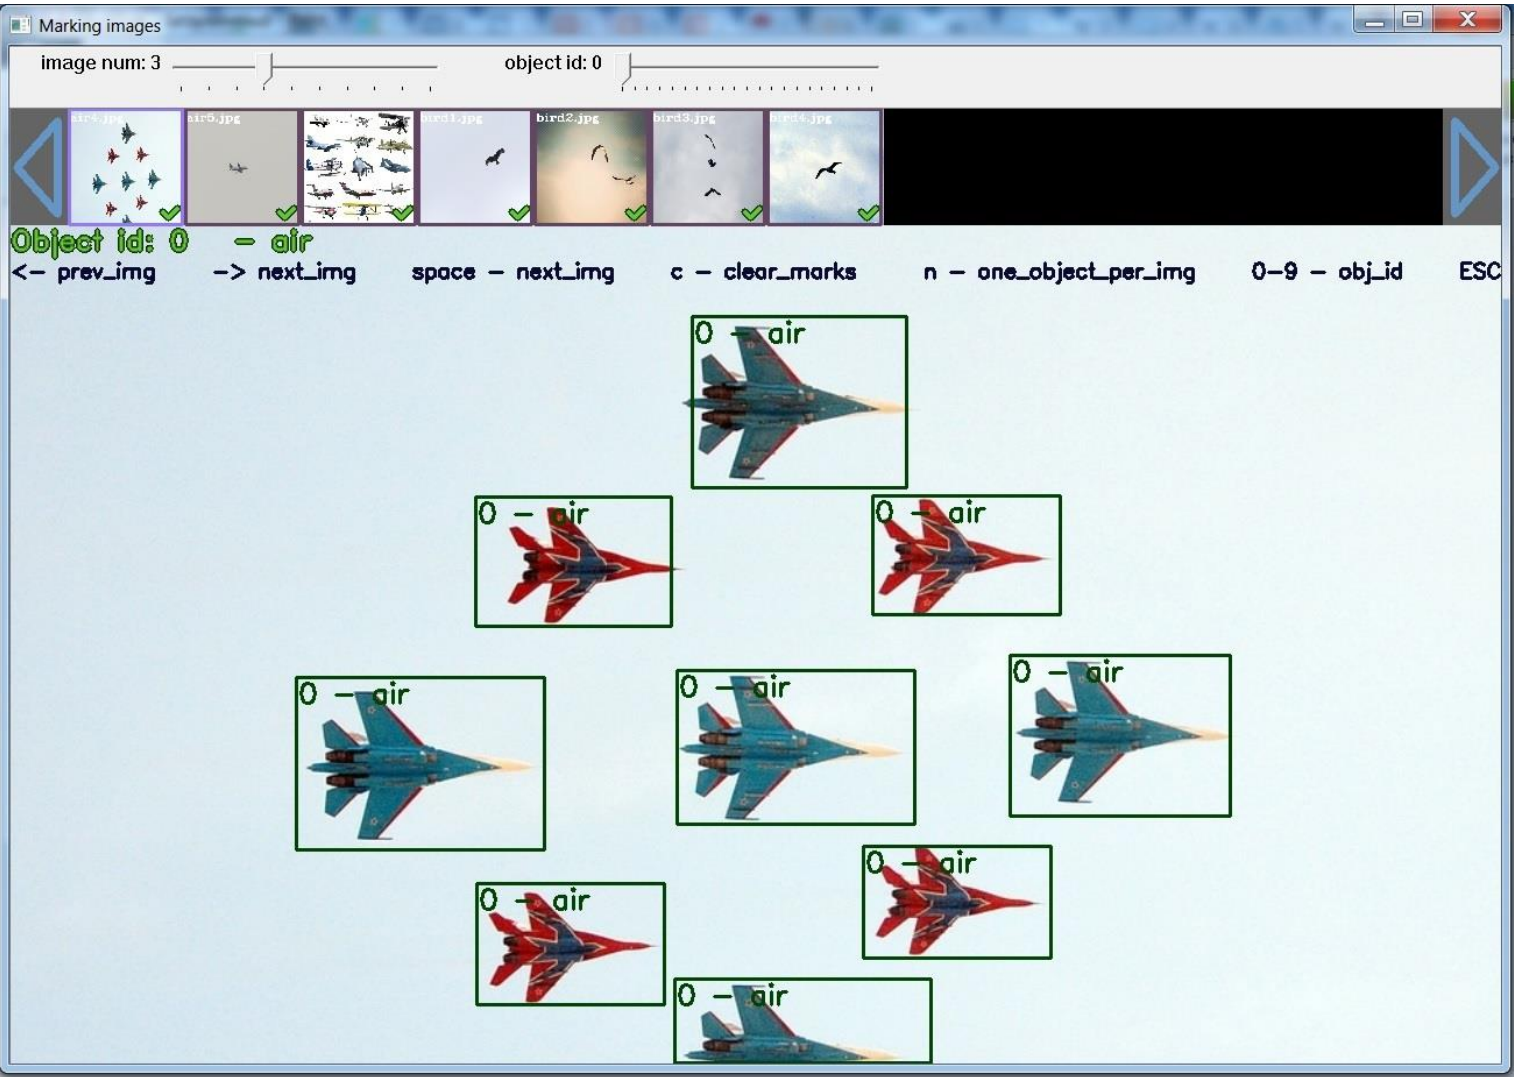 Marking images
image num: 3 object id: 0
air4.jpg air5.jpg bird1.jpg bird2.jpg bird3.jpg bird4.jpg
Object id: 0 - air
<- prev_img -> next_img space - next_img c - clear_marks n - one_object_per_img 0-9 - obj_id ESC
0 - air
0 - air
0 - air
0 - air
0 - air
0 - air
0 - air
0 - air
0 - air